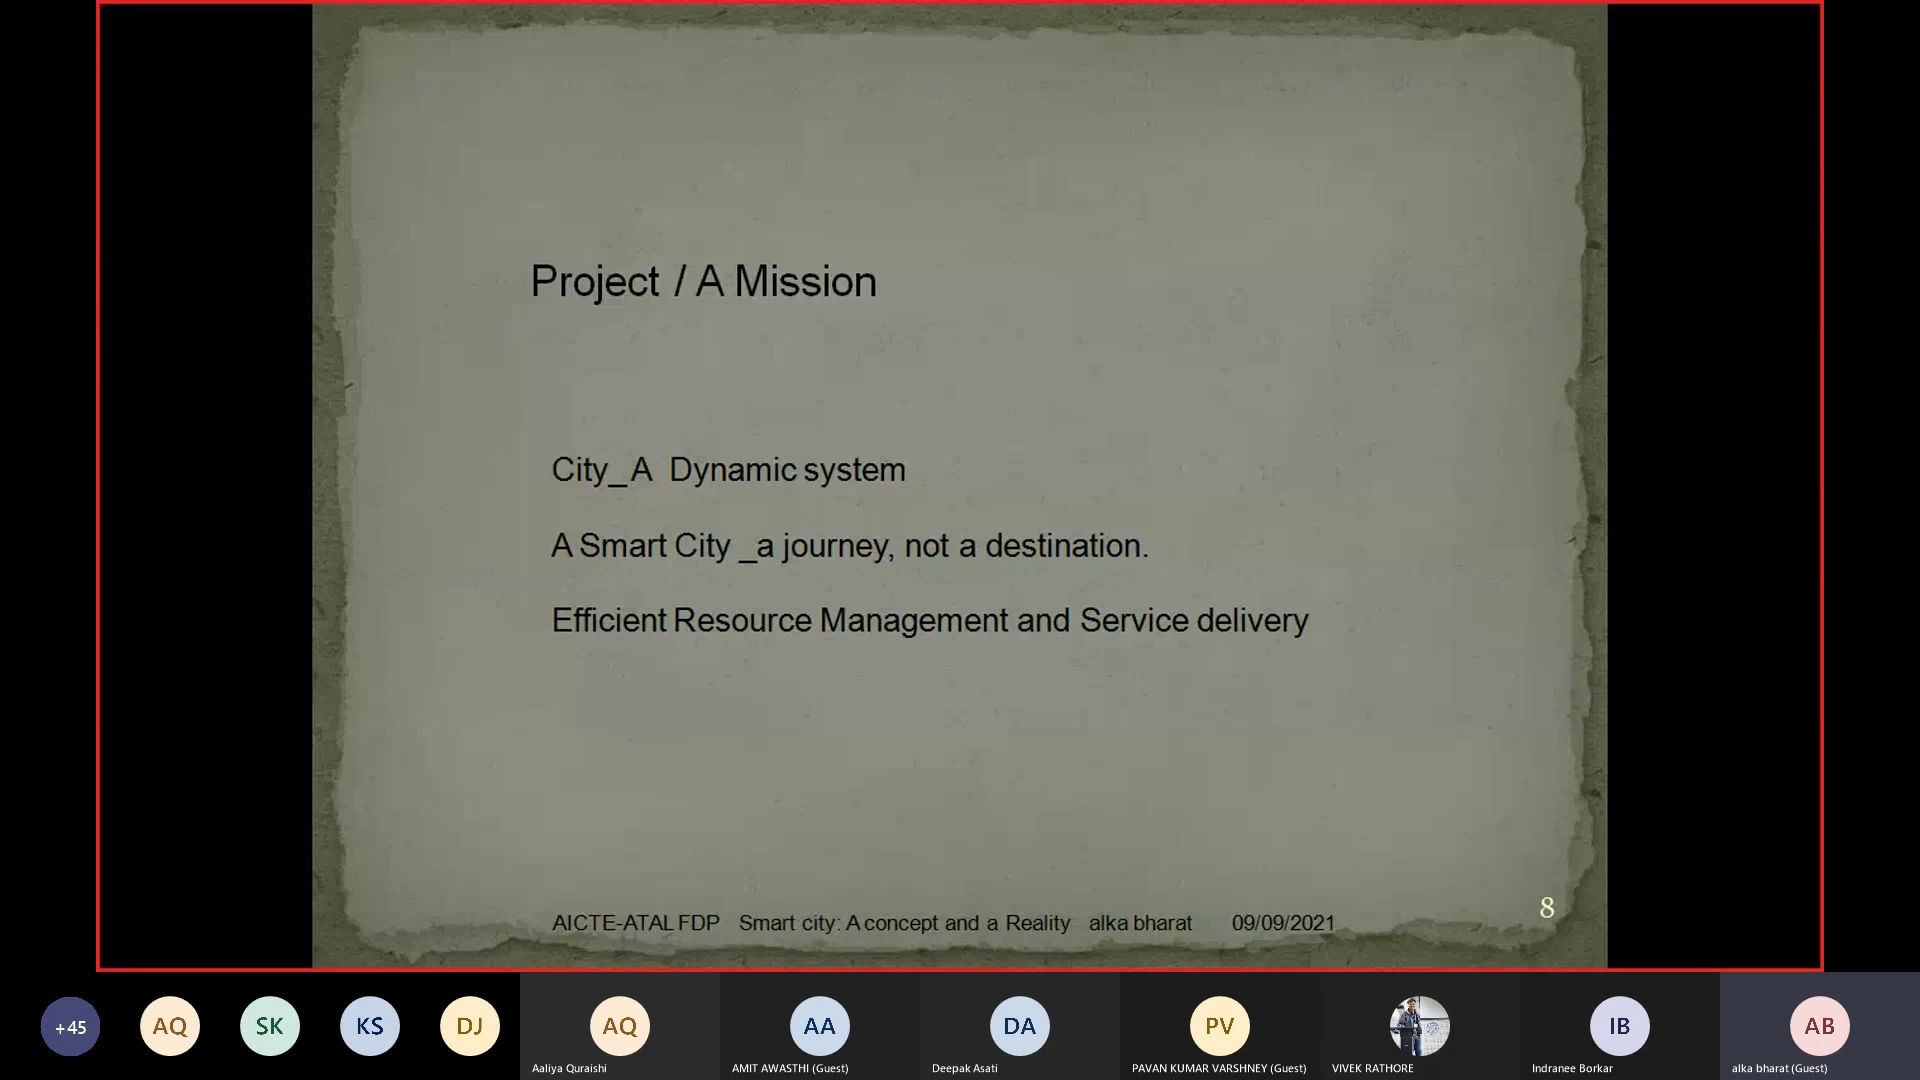 Project / A Mission
City_A Dynamic system
A Smart City _a journey, not a destination.
Efficient Resource Management and Service delivery
8
AICTE-ATAL FDP Smart city: A concept and a Reality alka bharat 09/09/2021
+45 AQ SK KS DJ AQ AA DA PV IB AB
Aaliya Quraishi AMIT AWASTHI (Guest) Deepak Asati PAVAN KUMAR VARSHNEY (Guest) VIVEK RATHORE Indranee Borkar alka bharat (Guest)